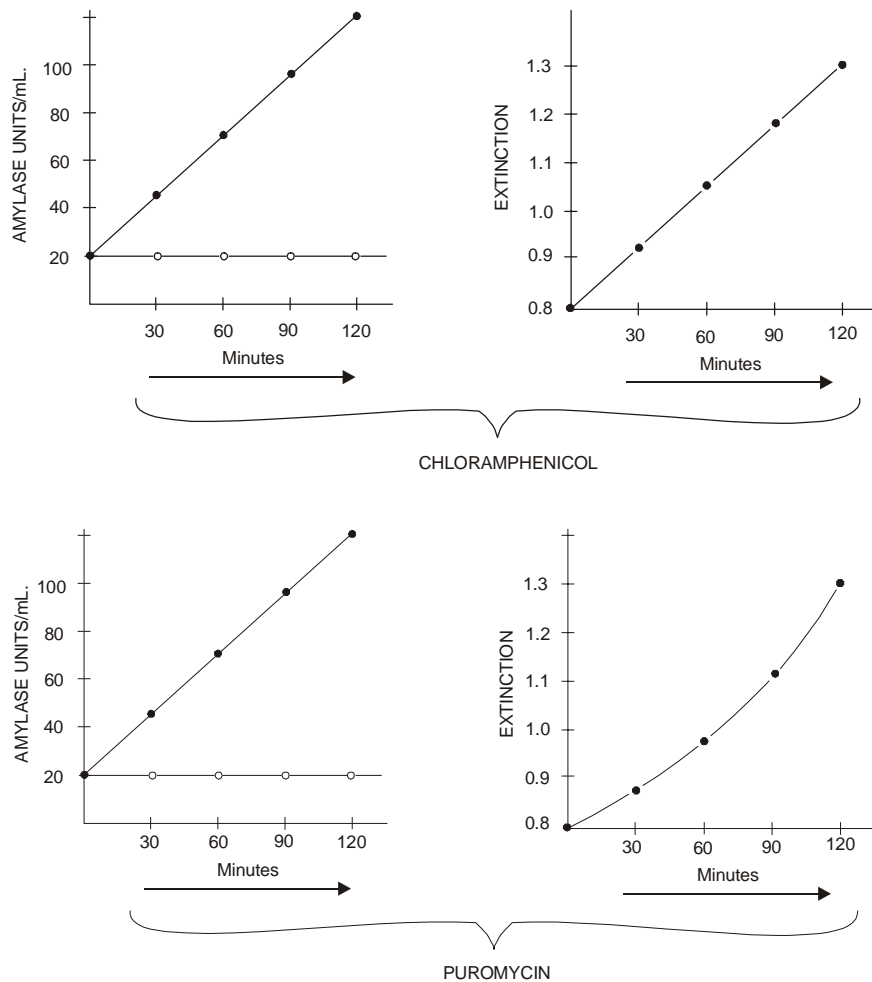 AMYLASE UNITS/mL.
100
80
60
40
20
30 60 90 120
Minutes
EXTINCTION
1.3
1.2
1.1
1.0
0.9
0.8
30 60 90 120
Minutes
CHLORAMPHENICOL
AMYLASE UNITS/mL.
100
80
60
40
20
30 60 90 120
Minutes
EXTINCTION
1.3
1.2
1.1
1.0
0.9
0.8
30 60 90 120
Minutes
PUROMYCIN